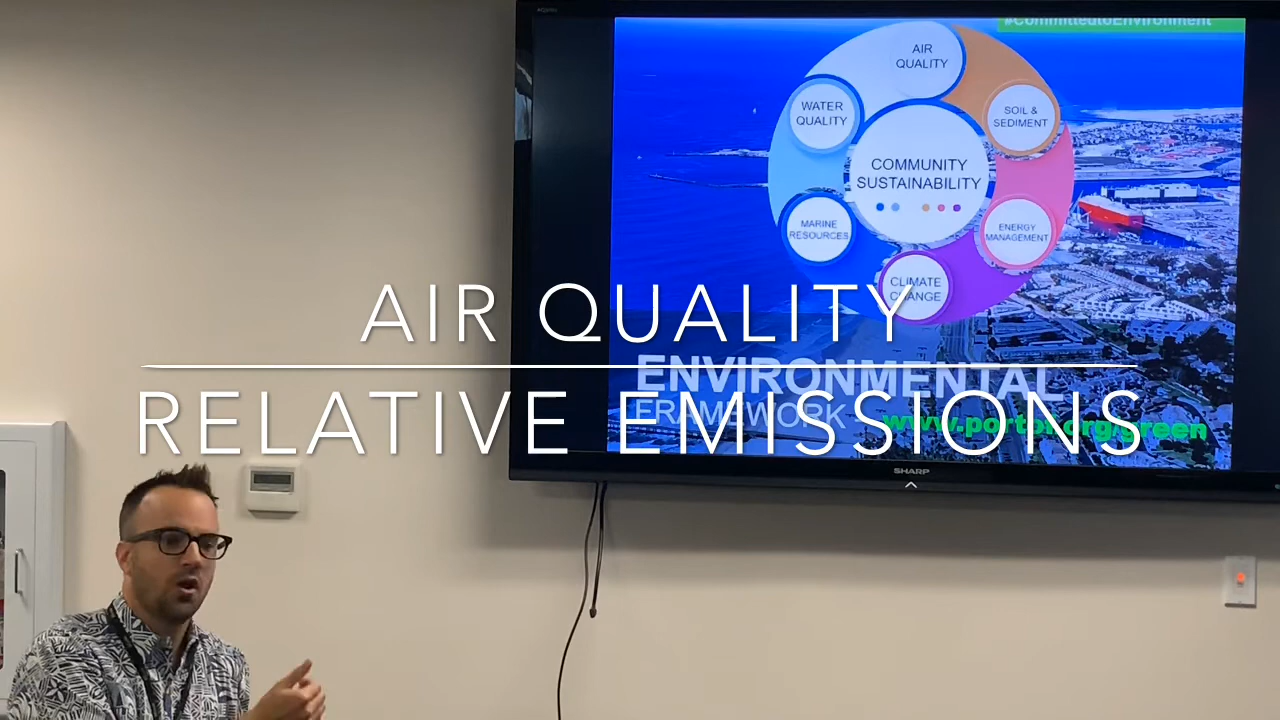 #CommittedtoEnvironment
AIR
QUALITY
WATER
QUALITY
SOIL &
SEDIMENT
COMMUNITY
SUSTAINABILITY
MARINE
RESOURCES
ENERGY
MANAGEMENT
CLIMATE
CHANGE
AIR QUALITY
ENVIRONMENTAL
RELATIVE EMISSIONS
FRAMEWORK
SHARP